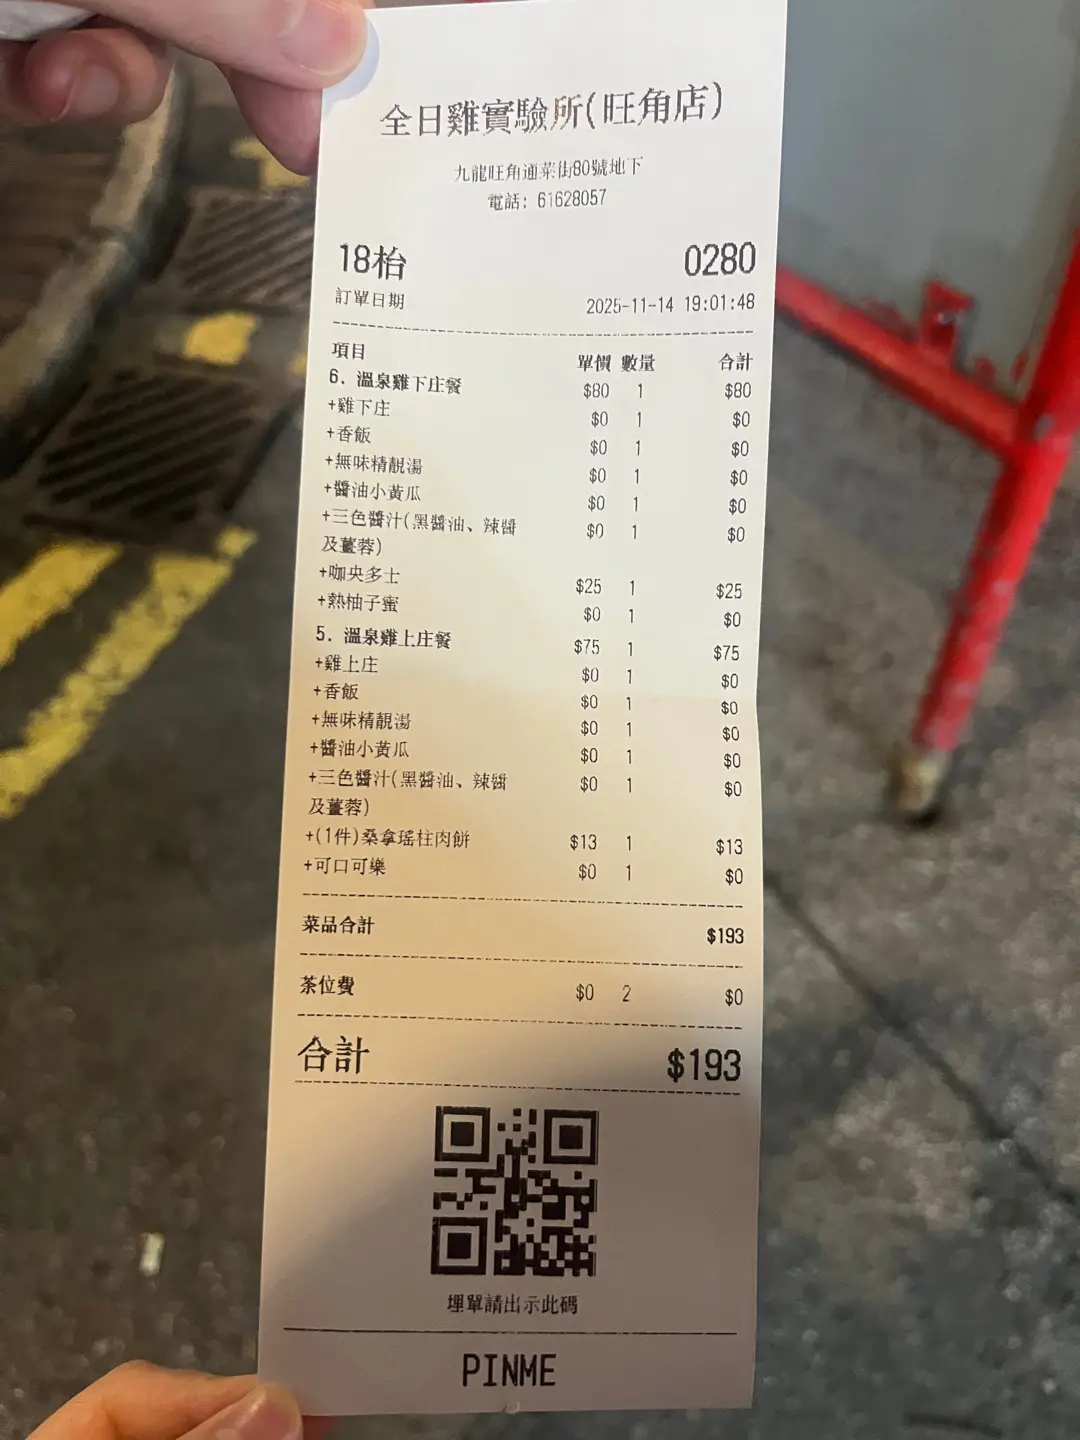 全日雞實驗所(旺角店)
九龍旺角通菜街80號地下
電話: 61628057
18枱 0280
訂單日期 2025-11-14 19:01:48
項目 單價 數量 合計
6. 溫泉雞下庄餐 $80 1 $80
+雞下庄 $0 1 $0
+香飯 $0 1 $0
+無味精靚湯 $0 1 $0
+醬油小黃瓜 $0 1 $0
+三色醬汁(黑醬油、辣醬 $0 1 $0
及薑蓉)
+咖央多士 $25 1 $25
+熱柚子蜜 $0 1 $0
5. 溫泉雞上庄餐 $75 1 $75
+雞上庄 $0 1 $0
+香飯 $0 1 $0
+無味精靚湯 $0 1 $0
+醬油小黃瓜 $0 1 $0
+三色醬汁(黑醬油、辣醬 $0 1 $0
及薑蓉)
+(1件)桑拿瑤柱肉餅 $13 1 $13
+可口可樂 $0 1 $0
菜品合計 $193
茶位費 $0 2 $0
合計 $193
埋單請出示此碼
PINME